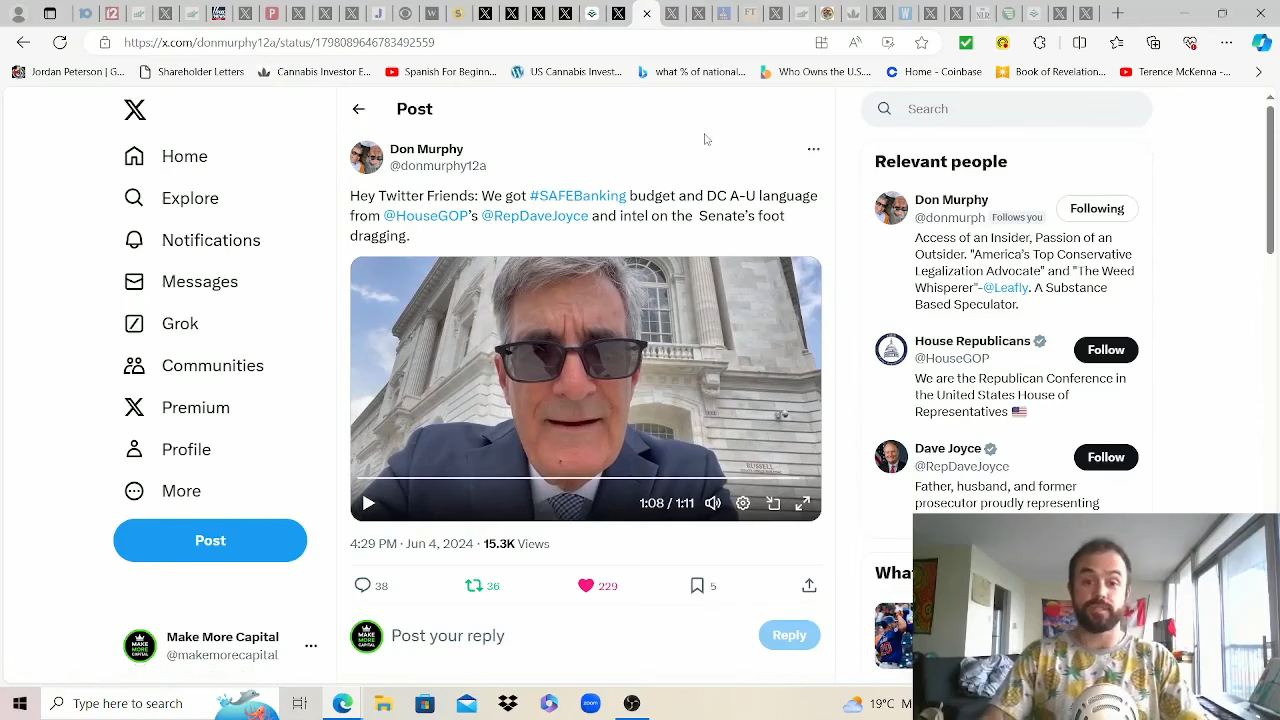 https://x.com/donmurphy12a/status/1798089646783492559
Jordan Peterson | G...
Shareholder Letters
Cannabis Investor E...
Spansh For Beginn...
US Cannabis Invest...
what % of national...
Who Owns the U.S...
Home - Coinbase
Book of Revelation...
Terence McKenna -...
Home
Explore
Notifications
Messages
Grok
Communities
Premium
Profile
More
Post
Make More Capital
@makemorecapital
Post
Don Murphy
@donmurphy12a
Hey Twitter Friends: We got #SAFEBanking budget and DC A-U language
from @HouseGOP's @RepDaveJoyce and intel on the Senate's foot
dragging.
RUSSELL
1:08 / 1:11
4:29 PM · Jun 4, 2024 · 15.3K Views
38
36
229
5
MAKE
MORE
CAPITAL
Post your reply
Reply
Search
Relevant people
Don Murphy
@donmurph Follows you
Following
Access of an Insider, Passion of an
Outsider. "America's Top Conservative
Legalization Advocate" and "The Weed
Whisperer"-@Leafly. A Substance
Based Speculator.
House Republicans
@HouseGOP
Follow
We are the Republican Conference in
the United States House of
Representatives
Dave Joyce
@RepDaveJoyce
Follow
Father, husband, and former
prosecutor proudly representing
What
Type here to search
zoom
19°C M